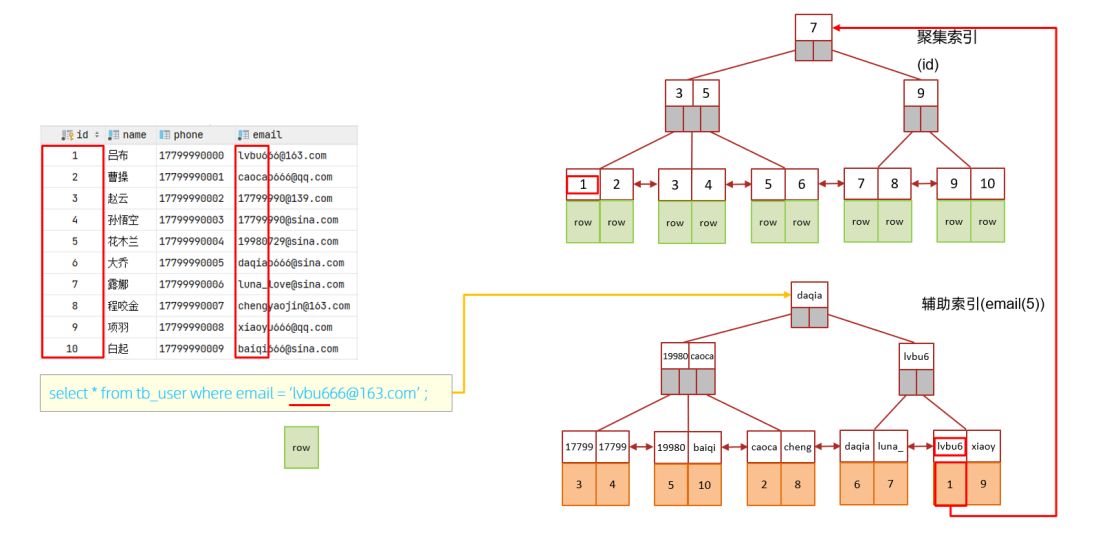 id name phone email
1 吕布 17799990000 lvbu666@163.com
2 曹操 17799990001 caocao666@qq.com
3 赵云 17799990002 17799990@139.com
4 孙悟空 17799990003 17799990@sina.com
5 花木兰 17799990004 19980729@sina.com
6 大乔 17799990005 daqiao666@sina.com
7 露娜 17799990006 luna_love@sina.com
8 程咬金 17799990007 chengyaojin@163.com
9 项羽 17799990008 xiaoyu666@qq.com
10 白起 17799990009 baiqi666@sina.com
select * from tb_user where email = 'lvbu666@163.com' ;
row
7
聚集索引
(id)
3 5 9
1 2 3 4 5 6 7 8 9 10
row row row row row row row row row row
daqia
辅助索引(email(5))
19980 caoca lvbu6
17799 17799 19980 baiqi caoca cheng daqia luna_ lvbu6 xiaoy
3 4 5 10 2 8 6 7 1 9